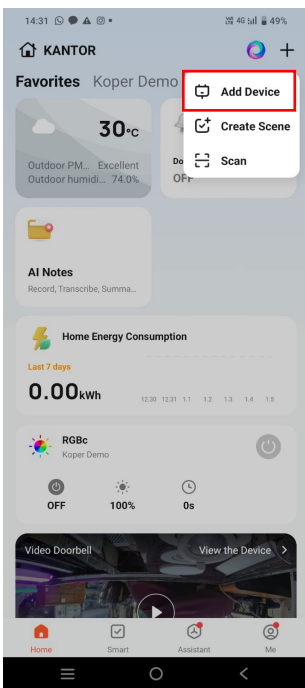 14:31
4G 49%
KANTOR
Favorites Koper Demo
Add Device
Create Scene
Scan
30°C
Outdoor PM... Excellent
Outdoor humidi... 74.0%
Do
OFF
AI Notes
Record, Transcribe, Summa...
Home Energy Consumption
Last 7 days
0.00kWh
12.30 12.31 1.1 1.2 1.3 1.4 1.5
RGBc
Koper Demo
OFF 100% 0s
Video Doorbell View the Device >
Home Smart Assistant Me